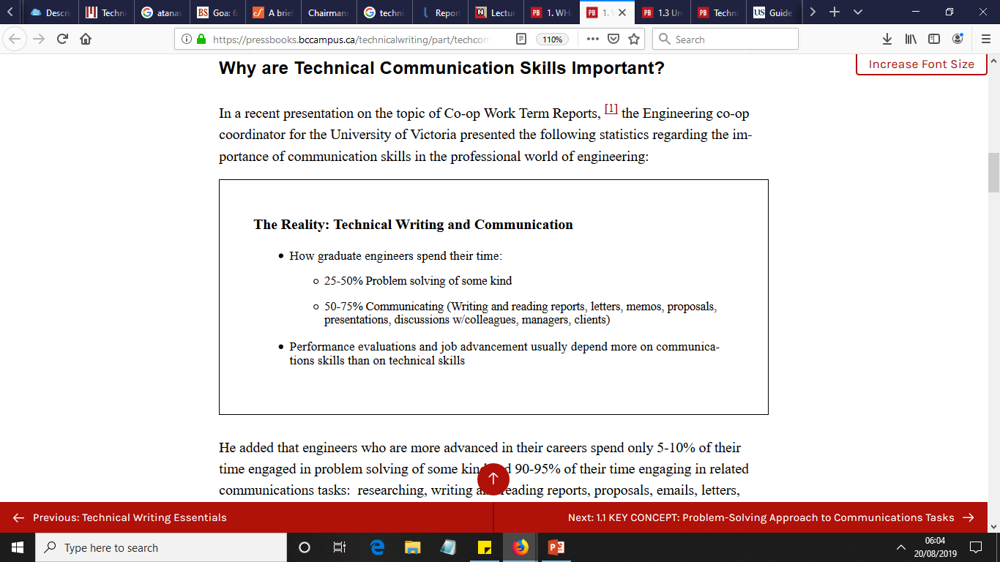 Descri
Techni
atanas
Goa: 6
A brief
Chairmans
techni
Report
Lectur
1. WHA
1.
1.3 Un
Techni
Guide
https://pressbooks.bccampus.ca/technicalwriting/part/techcom
110%
Search
Why are Technical Communication Skills Important?
Increase Font Size
In a recent presentation on the topic of Co-op Work Term Reports, [1] the Engineering co-op
coordinator for the University of Victoria presented the following statistics regarding the im-
portance of communication skills in the professional world of engineering:
The Reality: Technical Writing and Communication
• How graduate engineers spend their time:
○ 25-50% Problem solving of some kind
○ 50-75% Communicating (Writing and reading reports, letters, memos, proposals,
presentations, discussions w/colleagues, managers, clients)
• Performance evaluations and job advancement usually depend more on communica-
tions skills than on technical skills
He added that engineers who are more advanced in their careers spend only 5-10% of their
time engaged in problem solving of some kin d 90-95% of their time engaging in related
communications tasks: researching, writing a reading reports, proposals, emails, letters,
Previous: Technical Writing Essentials
Next: 1.1 KEY CONCEPT: Problem-Solving Approach to Communications Tasks
Type here to search
06:04
20/08/2019